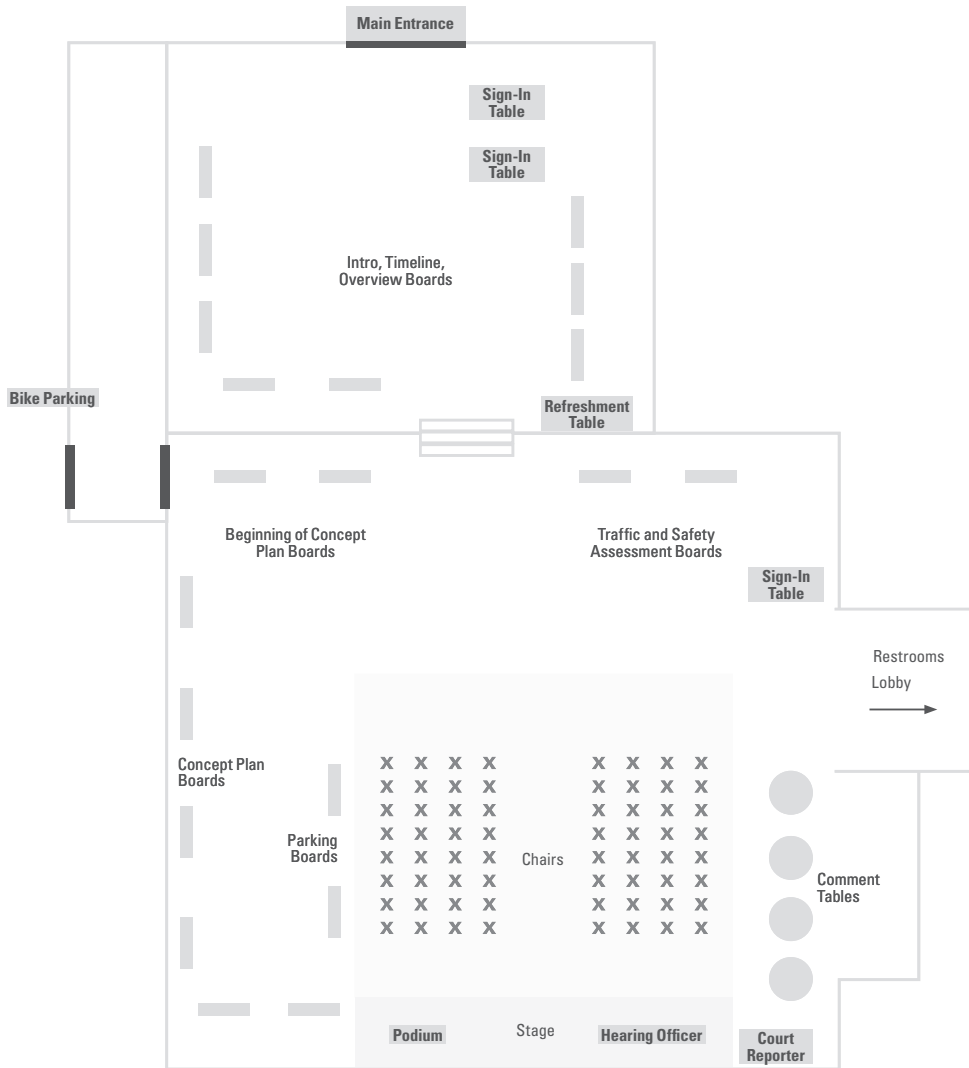 Main Entrance
Sign-In
Table
Sign-In
Table
Intro, Timeline,
Overview Boards
Bike Parking
Refreshment
Table
Beginning of Concept
Plan Boards
Traffic and Safety
Assessment Boards
Sign-In
Table
Restrooms
Lobby
Concept Plan
Boards
Parking
Boards
X X X X X X X X
X X X X X X X X
X X X X X X X X
X X X X X X X X
X X X X X X X X
X X X X X X X X
X X X X X X X X
X X X X X X X X
Chairs
Comment
Tables
Podium
Stage
Hearing Officer
Court
Reporter